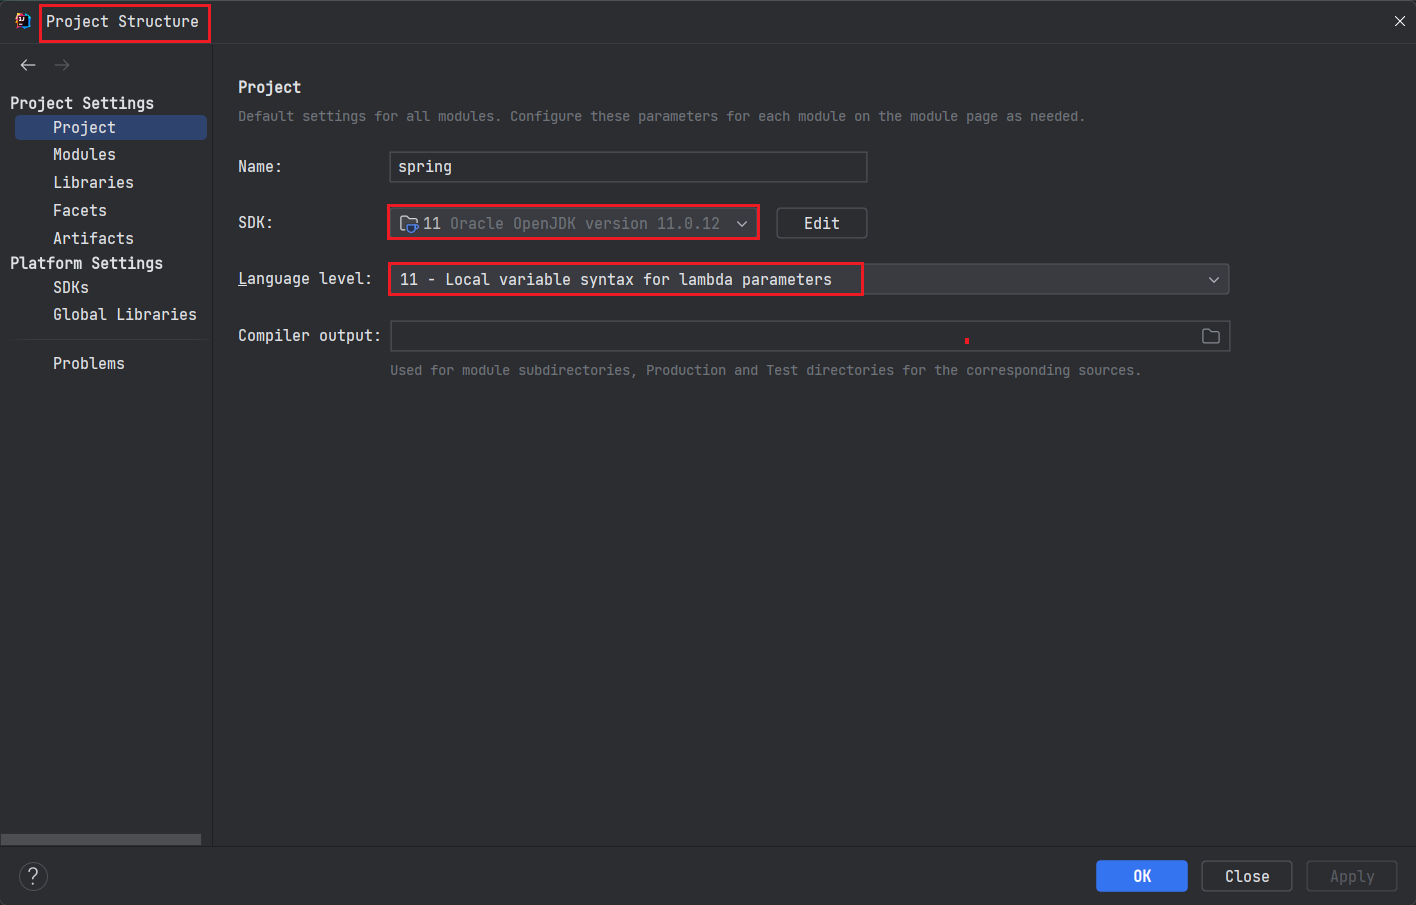 Project Structure
Project Settings
Project
Modules
Libraries
Facets
Artifacts
Platform Settings
SDKs
Global Libraries
Problems
Project
Default settings for all modules. Configure these parameters for each module on the module page as needed.
Name: spring
SDK: 11 Oracle OpenJDK version 11.0.12 Edit
Language level: 11 - Local variable syntax for lambda parameters
Compiler output:
Used for module subdirectories, Production and Test directories for the corresponding sources.
? OK Close Apply